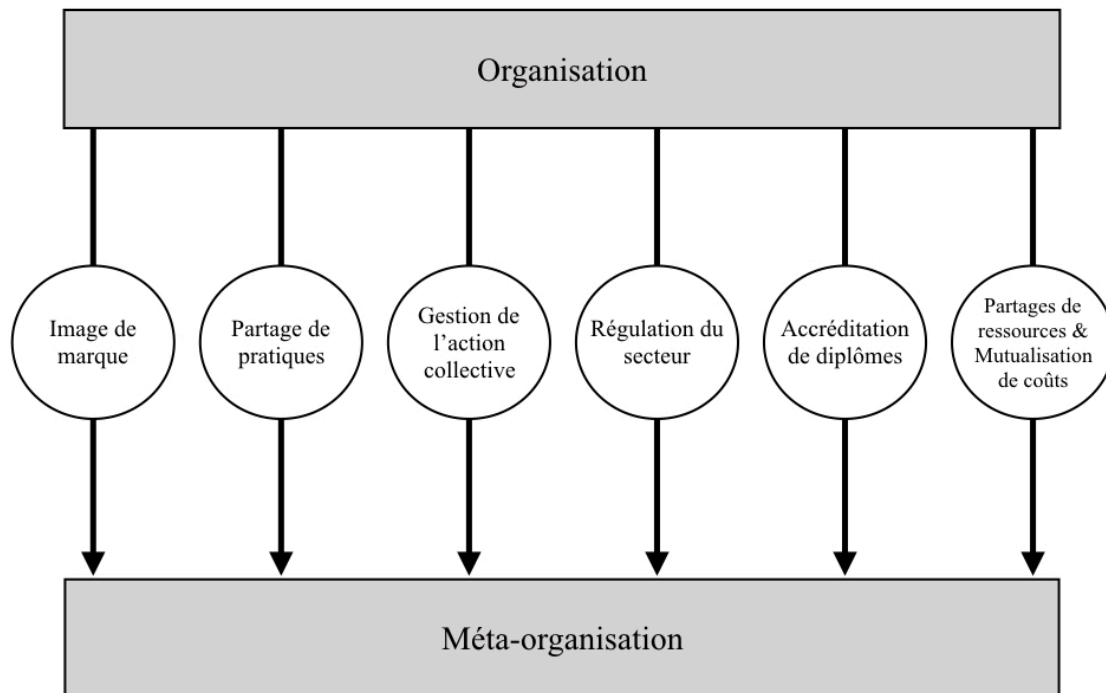 Organisation
Image de
marque
Partage de
pratiques
Gestion de
l’action
collective
Régulation du
secteur
Accréditation
de diplômes
Partages de
ressources &
Mutualisation
de coûts
Méta-organisation